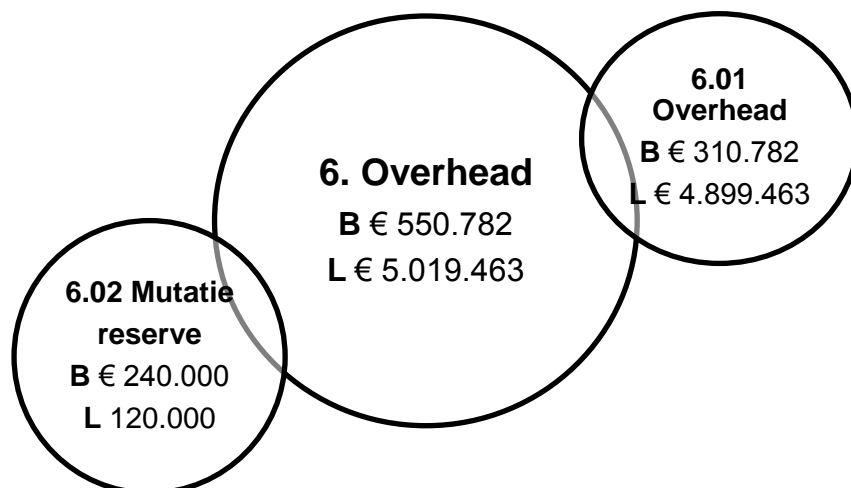 6. Overhead
B € 550.782
L € 5.019.463
6.01
Overhead
B € 310.782
L € 4.899.463
6.02 Mutatie
reserve
B € 240.000
L 120.000